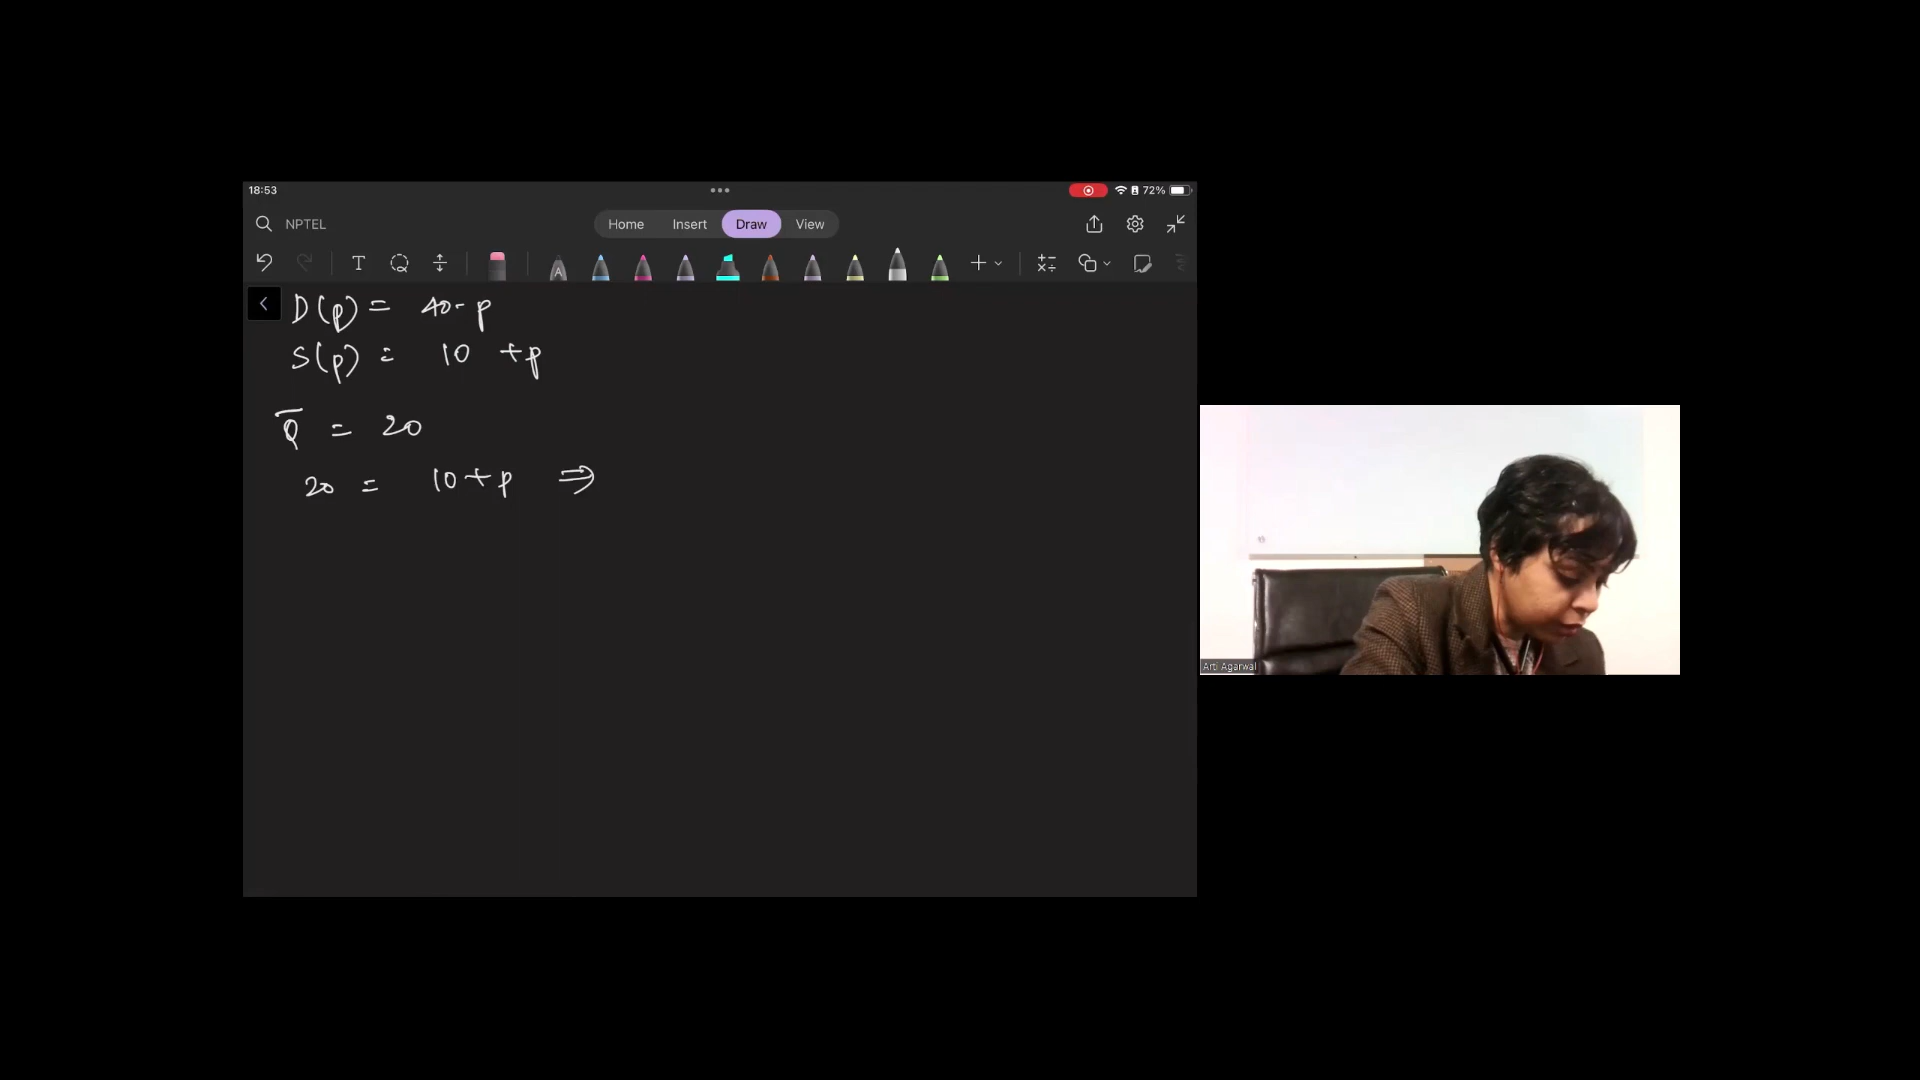 18:53
72%
NPTEL
Home Insert Draw View
T
A
D(p) = 40-p
S(p) = 10 +p
Q̅ = 20
20 = 10+p ⇒
Arti Agarwal